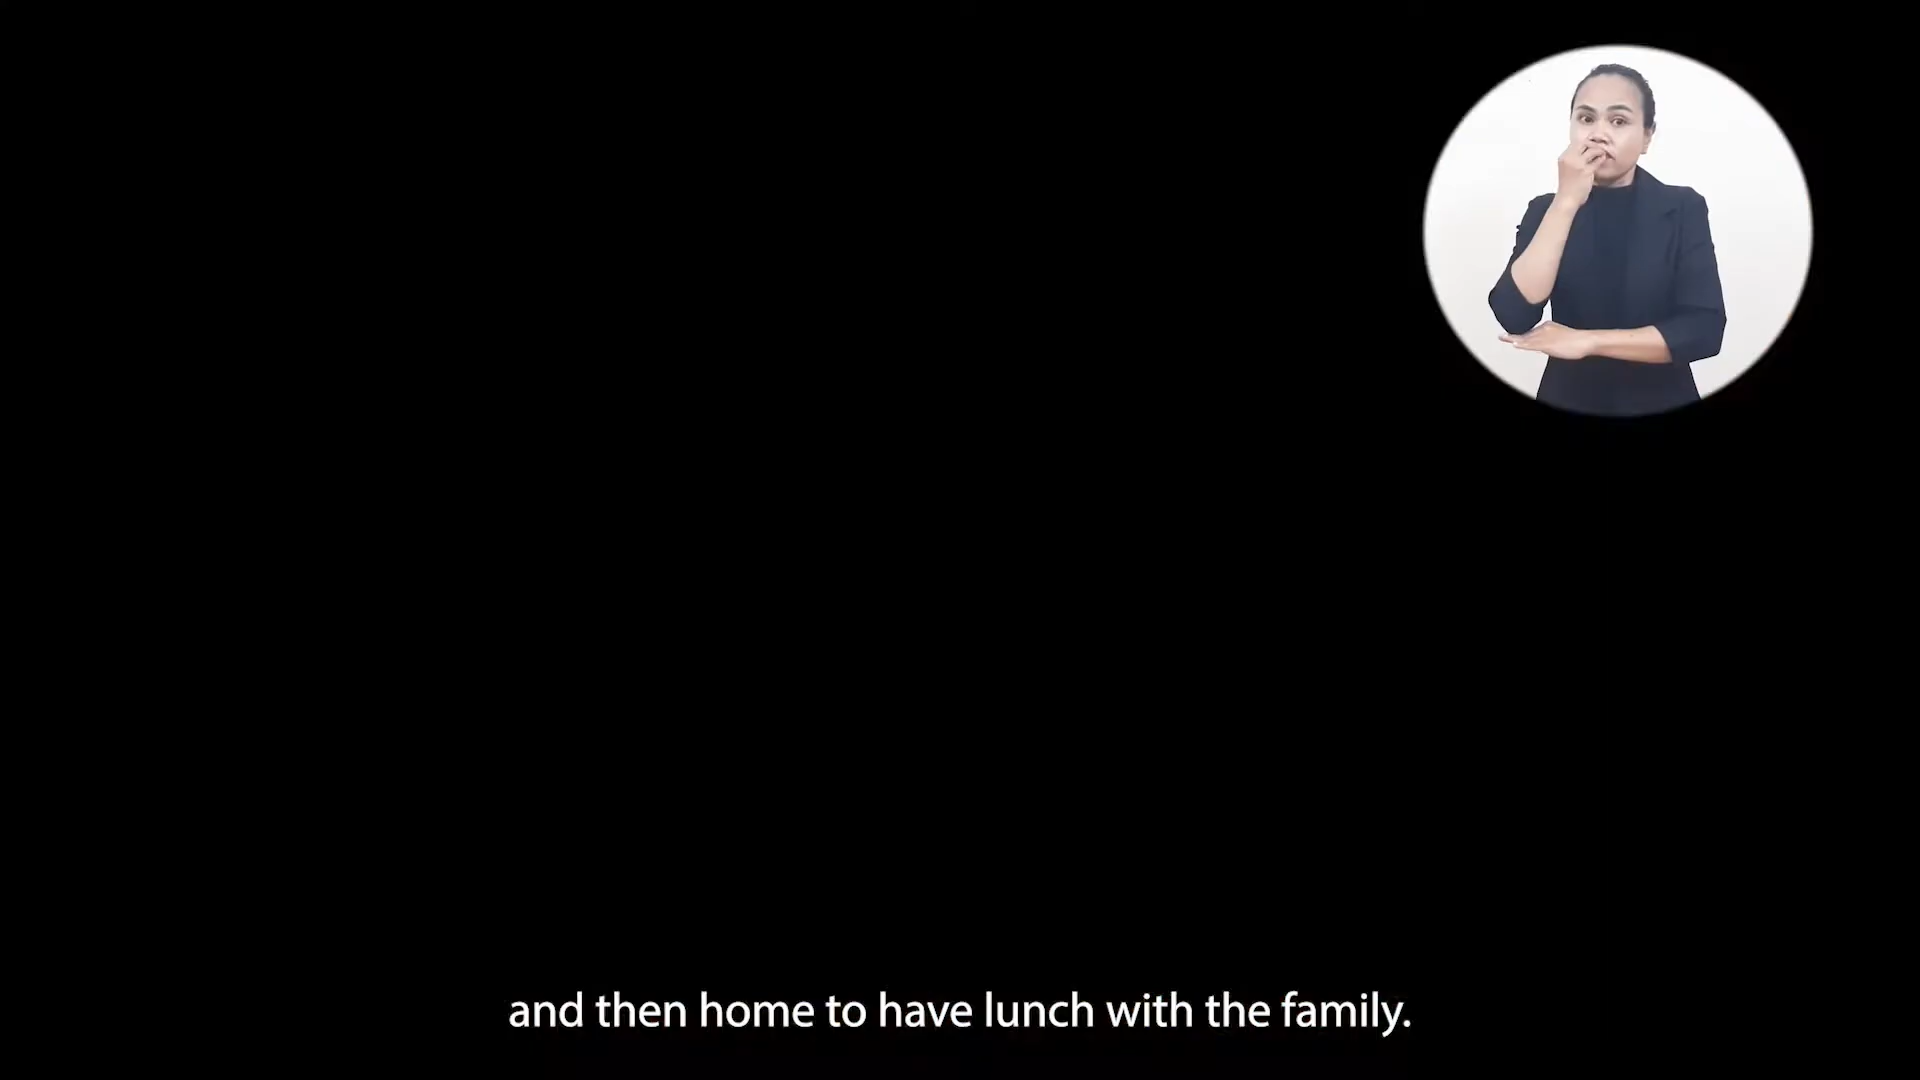 and then home to have lunch with the family.